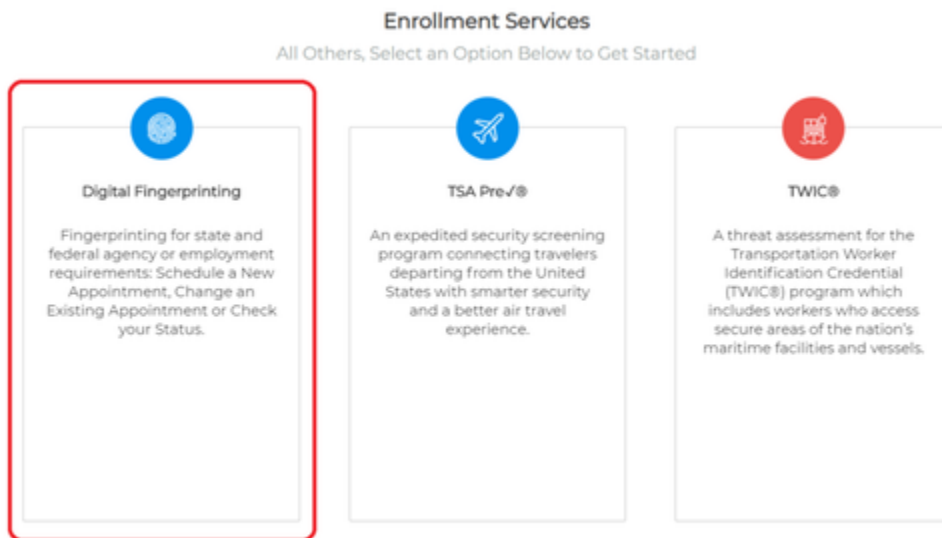 Enrollment Services
All Others, Select an Option Below to Get Started
Digital Fingerprinting
Fingerprinting for state and
federal agency or employment
requirements: Schedule a New
Appointment, Change an
Existing Appointment or Check
your Status.
TSA Pre✓®
An expedited security screening
program connecting travelers
departing from the United
States with smarter security
and a better air travel
experience.
TWIC®
A threat assessment for the
Transportation Worker
Identification Credential
(TWIC®) program which
includes workers who access
secure areas of the nation's
maritime facilities and vessels.